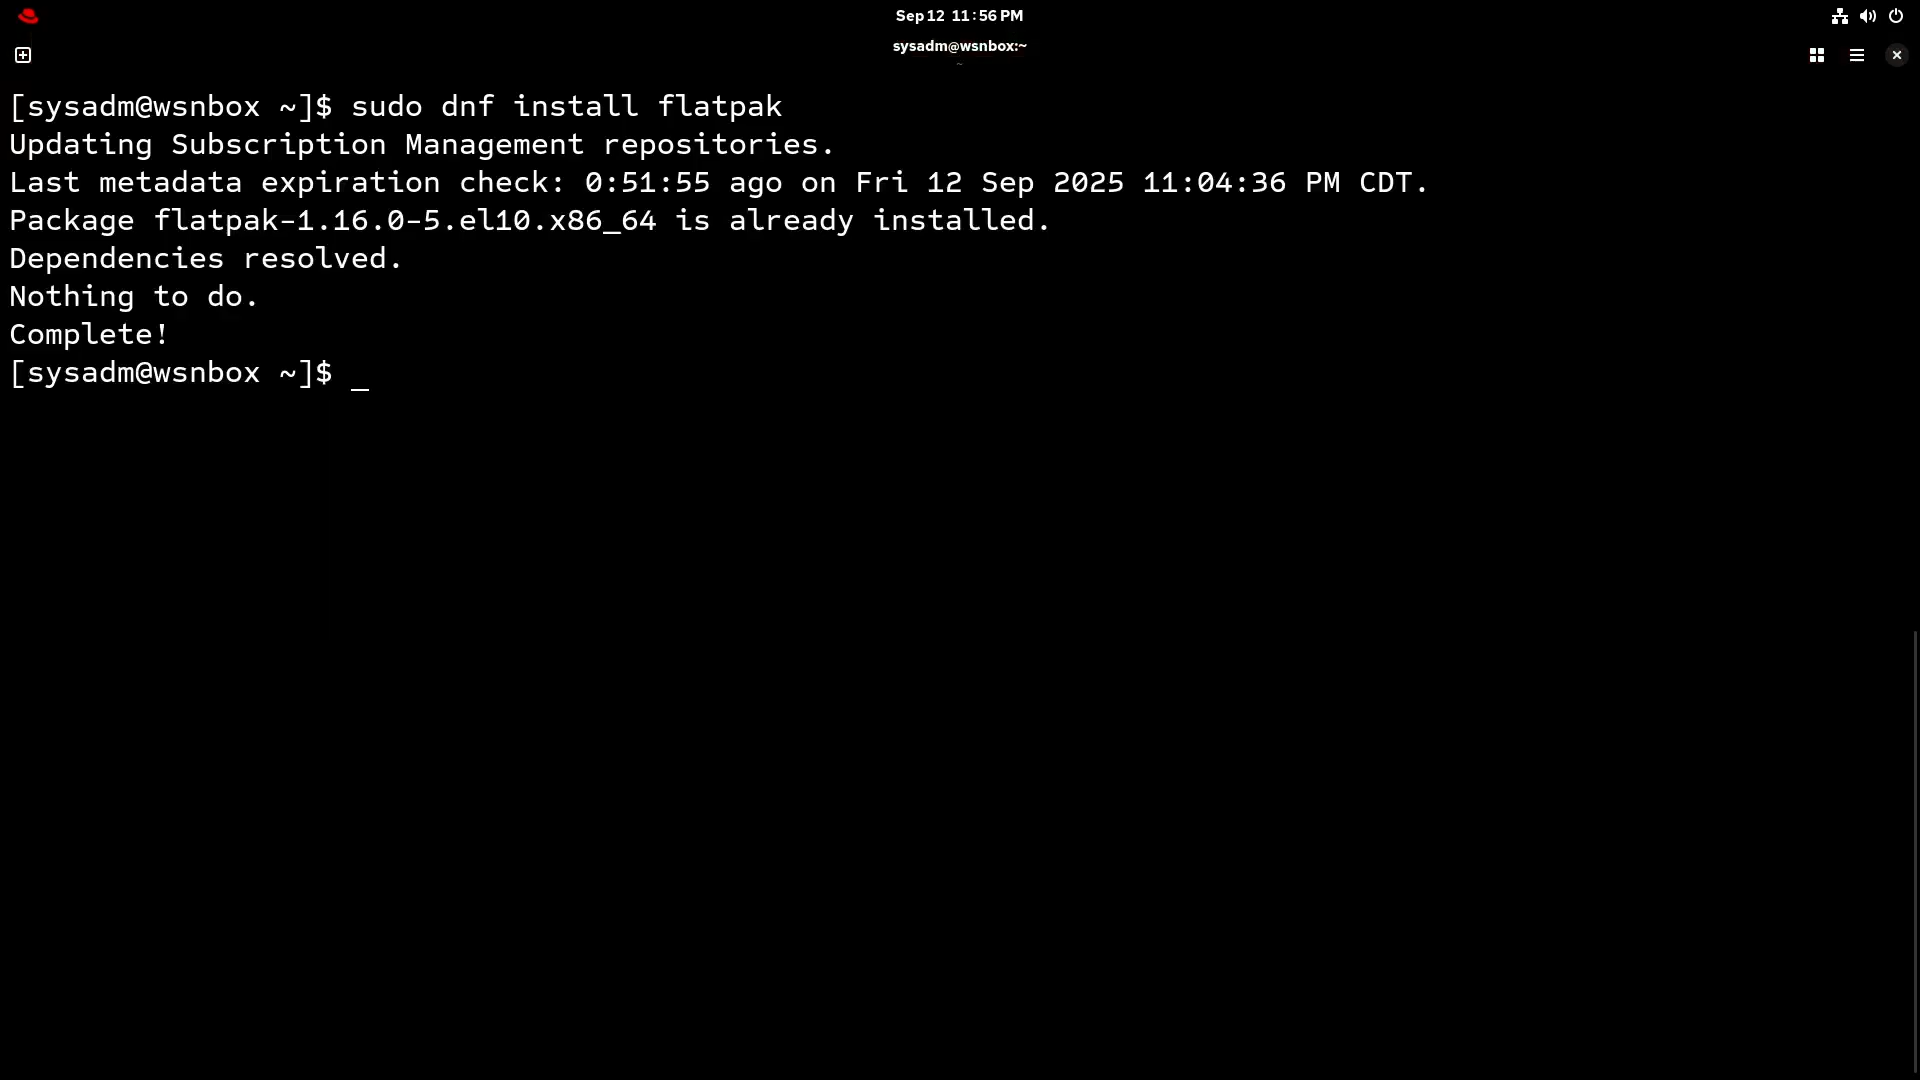 Sep 12 11:56 PM
sysadm@wsnbox:~
~
[sysadm@wsnbox ~]$ sudo dnf install flatpak
Updating Subscription Management repositories.
Last metadata expiration check: 0:51:55 ago on Fri 12 Sep 2025 11:04:36 PM CDT.
Package flatpak-1.16.0-5.el10.x86_64 is already installed.
Dependencies resolved.
Nothing to do.
Complete!
[sysadm@wsnbox ~]$ _